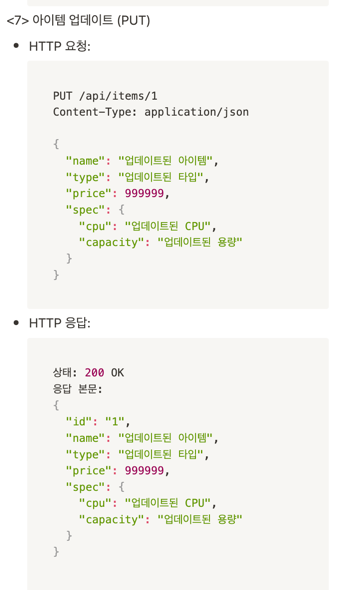 <7> 아이템 업데이트 (PUT)
• HTTP 요청:
PUT /api/items/1
Content-Type: application/json
{
"name": "업데이트된 아이템",
"type": "업데이트된 타입",
"price": 999999,
"spec": {
"cpu": "업데이트된 CPU",
"capacity": "업데이트된 용량"
}
}
• HTTP 응답:
상태: 200 OK
응답 본문:
{
"id": "1",
"name": "업데이트된 아이템",
"type": "업데이트된 타입",
"price": 999999,
"spec": {
"cpu": "업데이트된 CPU",
"capacity": "업데이트된 용량"
}
}